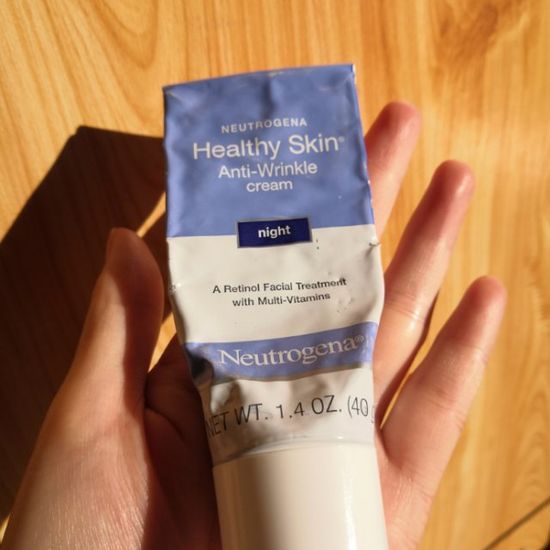 NEUTROGENA
Healthy Skin®
Anti-Wrinkle
cream
night
A Retinol Facial Treatment
with Multi-Vitamins
Neutrogena®
NET WT. 1.4 OZ. (40